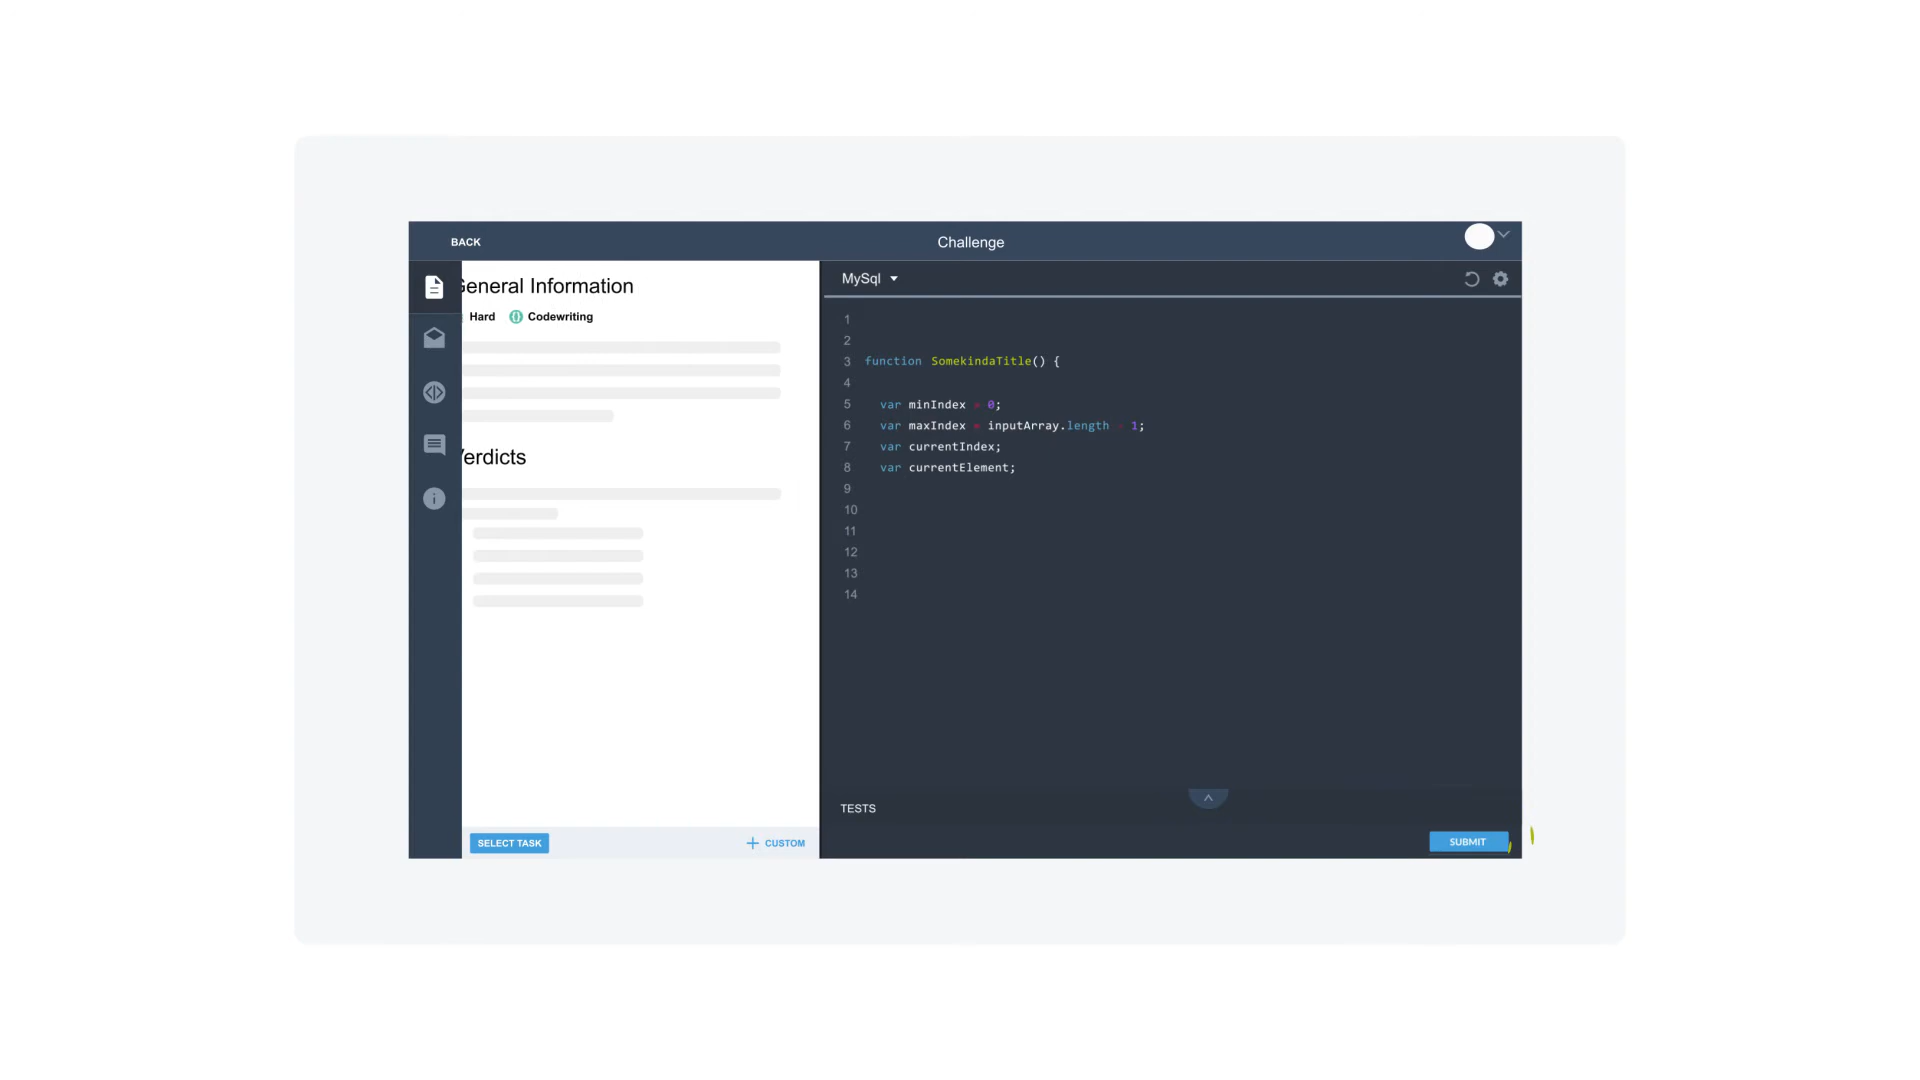 BACK
Challenge
General Information
Hard
Codewriting
Verdicts
SELECT TASK
CUSTOM
MySql
1
2
3 function SomekindaTitle() {
4
5 var minIndex = 0;
6 var maxIndex = inputArray.length - 1;
7 var currentIndex;
8 var currentElement;
9
10
11
12
13
14
TESTS
SUBMIT